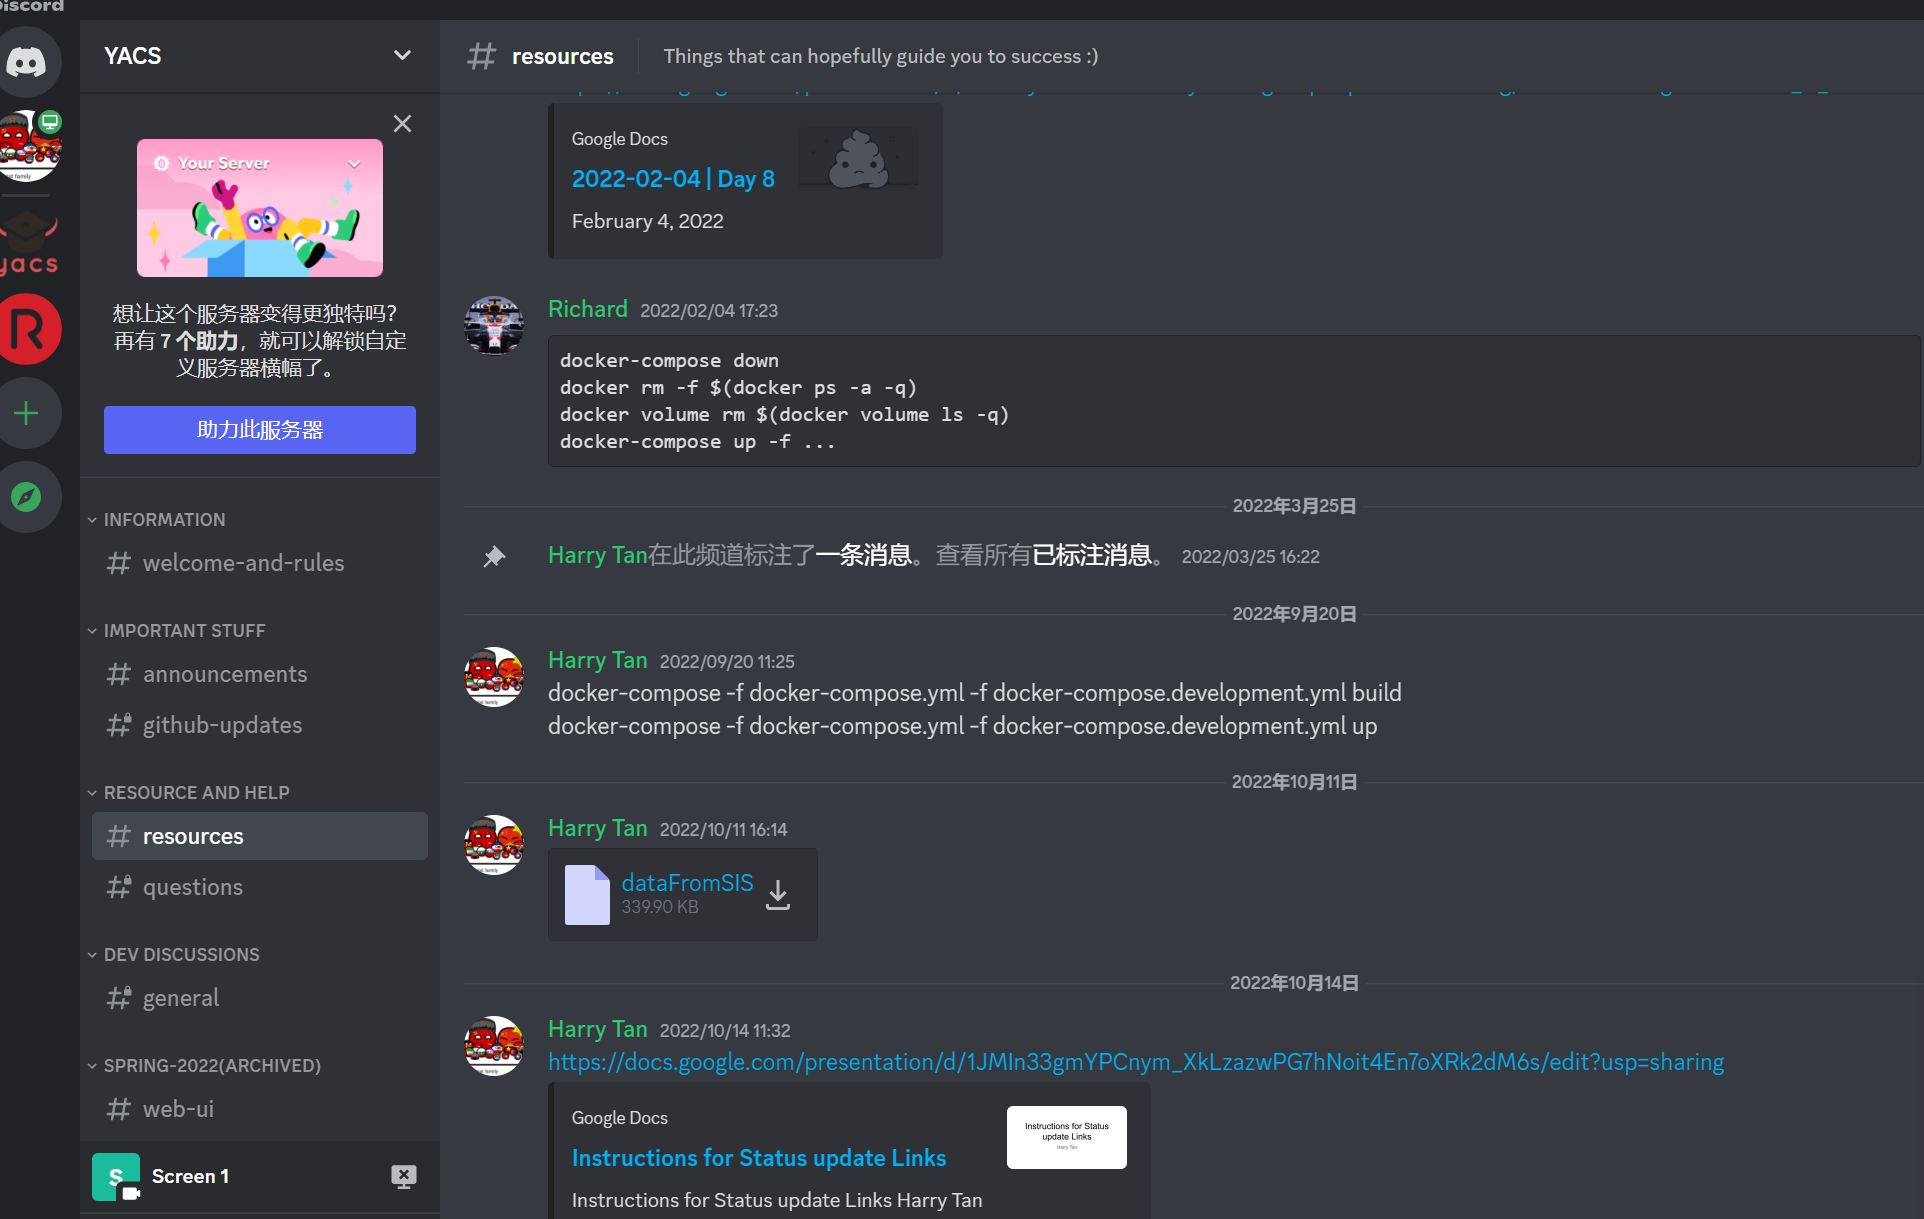 Discord
YACS
Your Server
想让这个服务器变得更独特吗？
再有 7 个助力，就可以解锁自定
义服务器横幅了。
助力此服务器
yacs
INFORMATION
welcome-and-rules
IMPORTANT STUFF
announcements
github-updates
RESOURCE AND HELP
resources
questions
DEV DISCUSSIONS
general
SPRING-2022(ARCHIVED)
web-ui
S
Screen 1
resources
Things that can hopefully guide you to success :)
Google Docs
2022-02-04 | Day 8
February 4, 2022
Richard 2022/02/04 17:23
docker-compose down
docker rm -f $(docker ps -a -q)
docker volume rm $(docker volume ls -q)
docker-compose up -f ...
2022年3月25日
Harry Tan在此频道标注了一条消息。查看所有已标注消息。 2022/03/25 16:22
2022年9月20日
Harry Tan 2022/09/20 11:25
docker-compose -f docker-compose.yml -f docker-compose.development.yml build
docker-compose -f docker-compose.yml -f docker-compose.development.yml up
2022年10月11日
Harry Tan 2022/10/11 16:14
dataFromSIS
339.90 KB
2022年10月14日
Harry Tan 2022/10/14 11:32
https://docs.google.com/presentation/d/1JMIn33gmYPCnym_XkLzazwPG7hNoit4En7oXRk2dM6s/edit?usp=sharing
Google Docs
Instructions for Status update Links
Instructions for Status update Links Harry Tan
Instructions for Status
update Links
Harry Tan